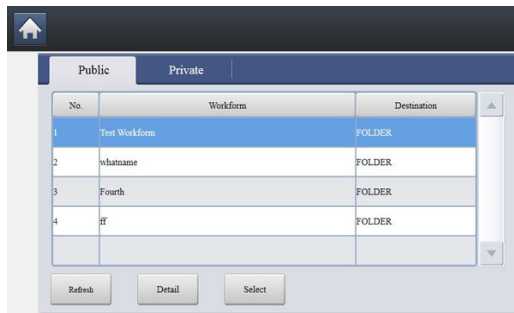 Public Private
No. Workform Destination
1 Test Workform FOLDER
2 whatname FOLDER
3 Fourth FOLDER
4 ff FOLDER
Refresh Detail Select